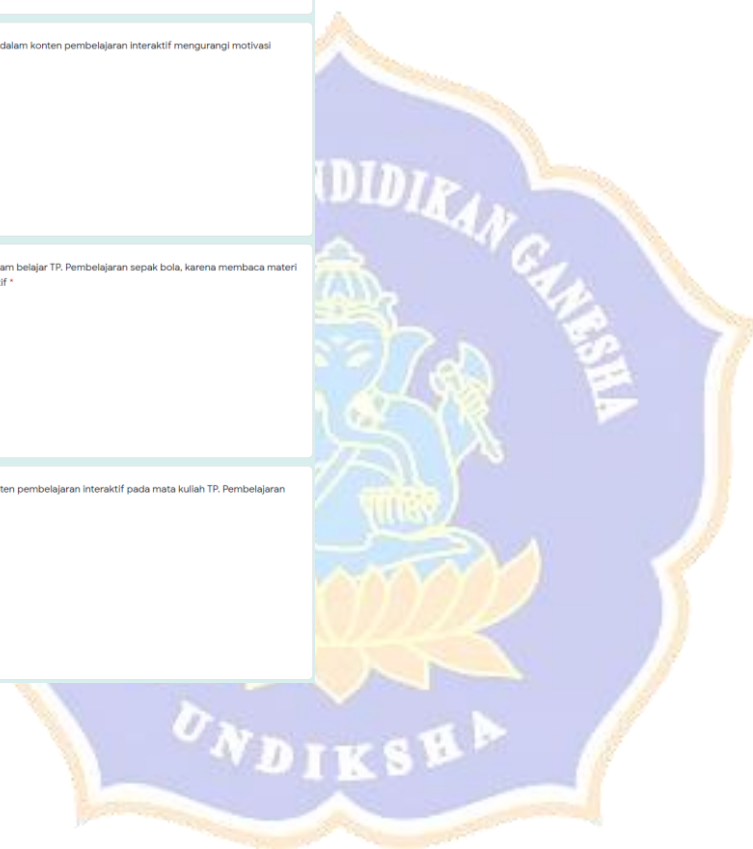 dalam konten pembelajaran interaktif mengurangi motivasi
am belajar TP. Pembelajaran sepak bola, karena membaca materi
if *
ten pembelajaran interaktif pada mata kuliah TP. Pembelajaran
NDIDIKAN GANESHA
UNDIKSHA